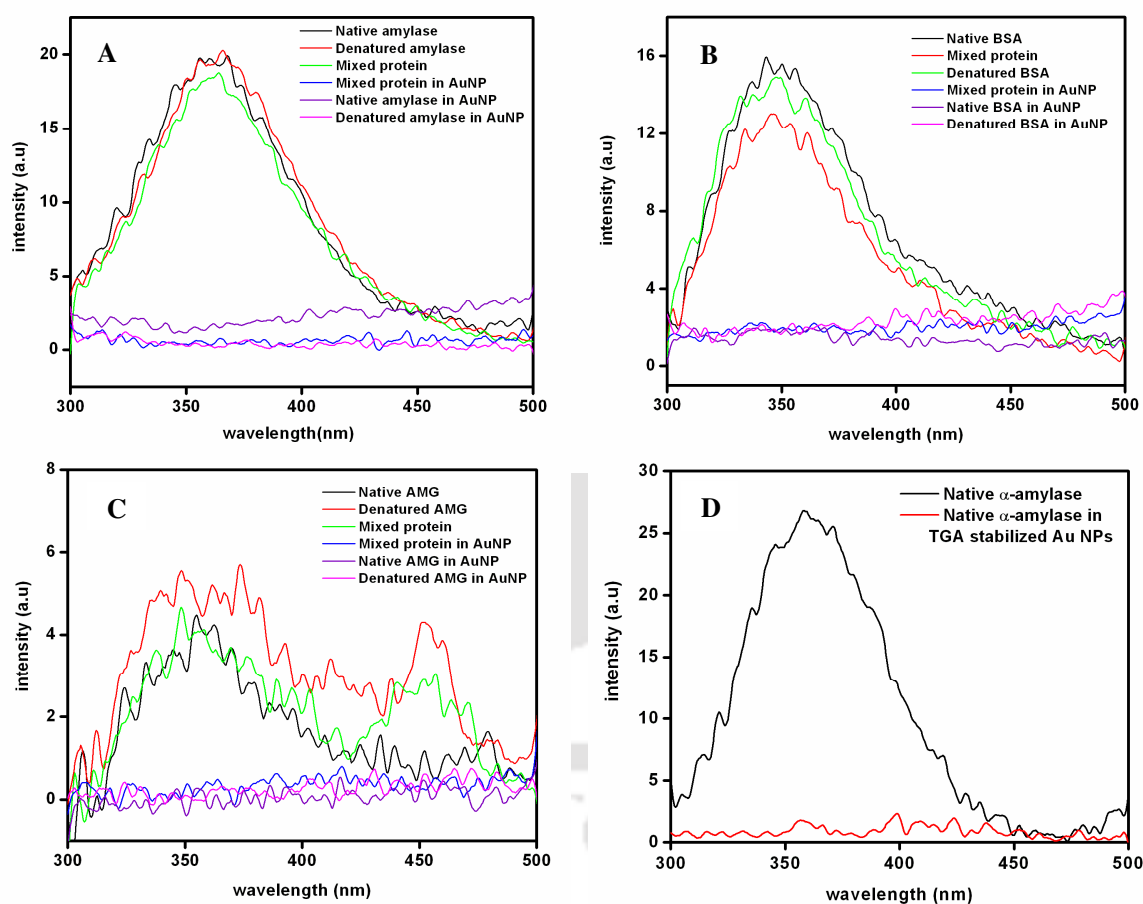 A
Native amylase
Denatured amylase
Mixed protein
Mixed protein in AuNP
Native amylase in AuNP
Denatured amylase in AuNP
intensity (a.u)
20
15
10
5
0
300
350
400
450
500
wavelength(nm)
B
Native BSA
Mixed protein
Denatured BSA
Mixed protein in AuNP
Native BSA in AuNP
Denatured BSA in AuNP
intensity (a.u)
16
12
8
4
0
300
350
400
450
500
wavelength (nm)
C
Native AMG
Denatured AMG
Mixed protein
Mixed protein in AuNP
Native AMG in AuNP
Denatured AMG in AuNP
intensity (a.u)
8
6
4
2
0
300
350
400
450
500
wavelength (nm)
D
Native α-amylase
Native α-amylase in
TGA stabilized Au NPs
intensity (a.u)
30
25
20
15
10
5
0
300
350
400
450
500
wavelength (nm)